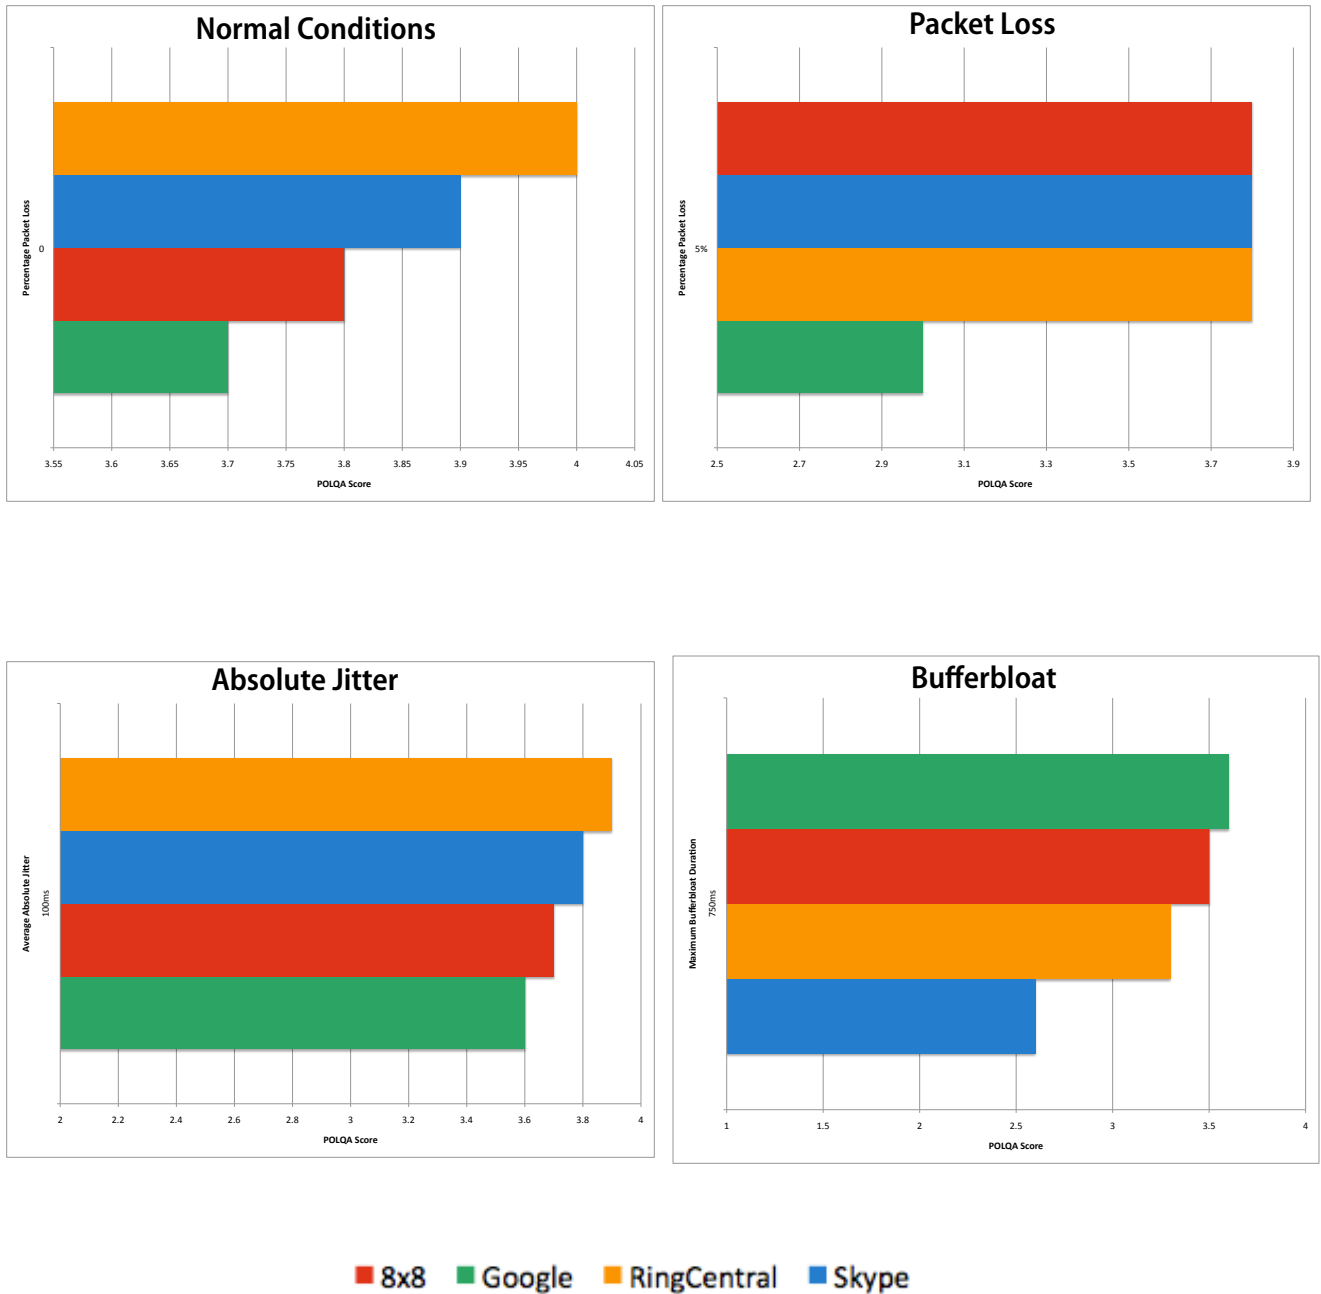 Normal Conditions
Percentage Packet Loss
0
3.55 3.6 3.65 3.7 3.75 3.8 3.85 3.9 3.95 4 4.05
POLQA Score
Packet Loss
Percentage Packet Loss
5%
2.5 2.7 2.9 3.1 3.3 3.5 3.7 3.9
POLQA Score
Absolute Jitter
Average Absolute Jitter
100ms
2 2.2 2.4 2.6 2.8 3 3.2 3.4 3.6 3.8 4
POLQA Score
Bufferbloat
Maximum Bufferbloat Duration
750ms
1 1.5 2 2.5 3 3.5 4
POLQA Score
8x8 Google RingCentral Skype